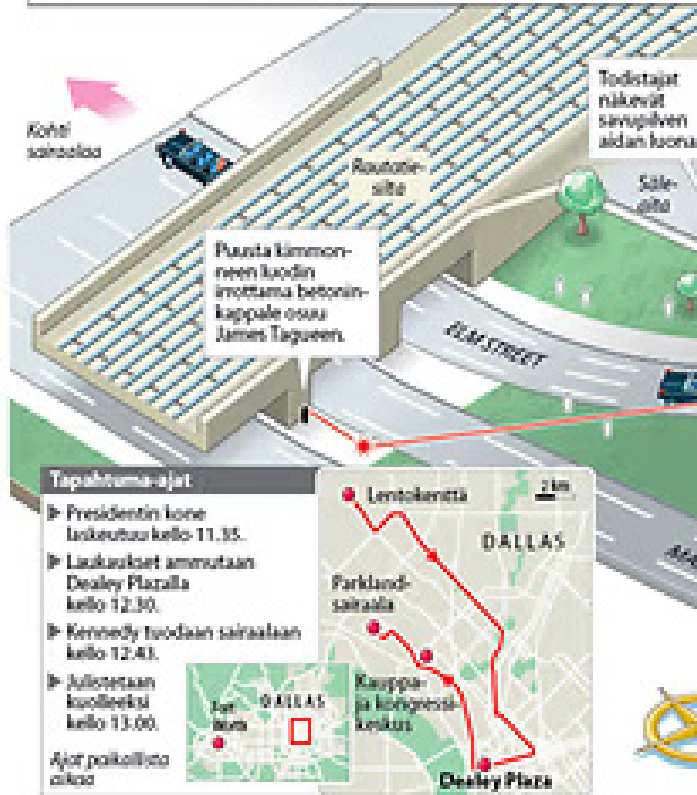 Kohti
sairaalaa
Rautatie-
silta
Todistajat
näkevät
savupilven
aidan luona.
Säle-
aita
Puusta kimmon-
neen luodin
irrottama betonin-
kappale osuu
James Tagueen.
ELM STREET
Tapahtuma-ajat
Presidentin kone
laskeutuu kello 11.35.
Laukaukset ammutaan
Dealey Plazalla
kello 12.30.
Kennedy tuodaan sairaalaan
kello 12.43.
Julistetaan
kuolleeksi
kello 13.00.
Ajat paikallista
aikaa
DALLAS
Lentokenttä
2 km
DALLAS
Parkland-
sairaala
Kauppa-
ja kongressi-
keskus
Dealey Plaza